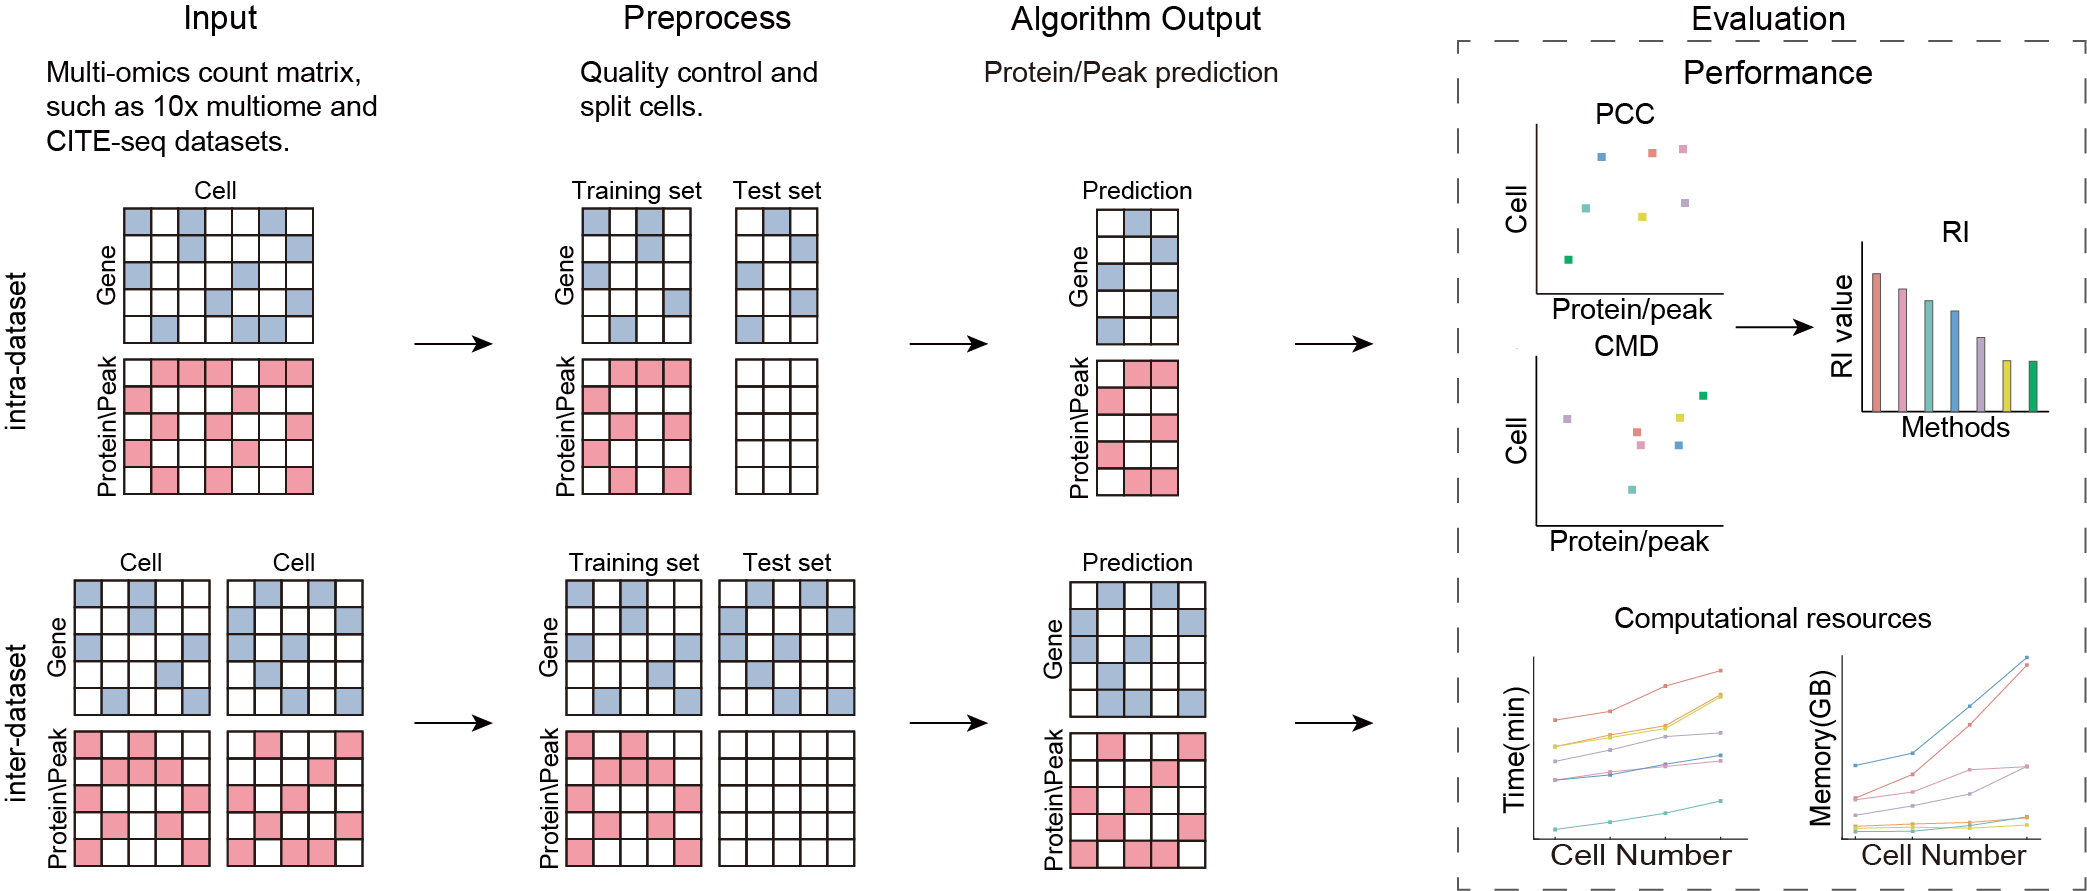 Input
Preprocess
Algorithm Output
Evaluation
Multi-omics count matrix,
such as 10x multiome and
CITE-seq datasets.
Quality control and
split cells.
Protein/Peak prediction
Performance
intra-dataset
Cell
Gene
Protein\Peak
Training set
Test set
Gene
Protein\Peak
Prediction
Gene
Protein\Peak
PCC
Cell
Protein/peak
CMD
Cell
Protein/peak
RI
RI value
Methods
inter-dataset
Cell
Cell
Gene
Protein\Peak
Training set
Test set
Gene
Protein\Peak
Prediction
Gene
Protein\Peak
Computational resources
Time(min)
Cell Number
Memory(GB)
Cell Number